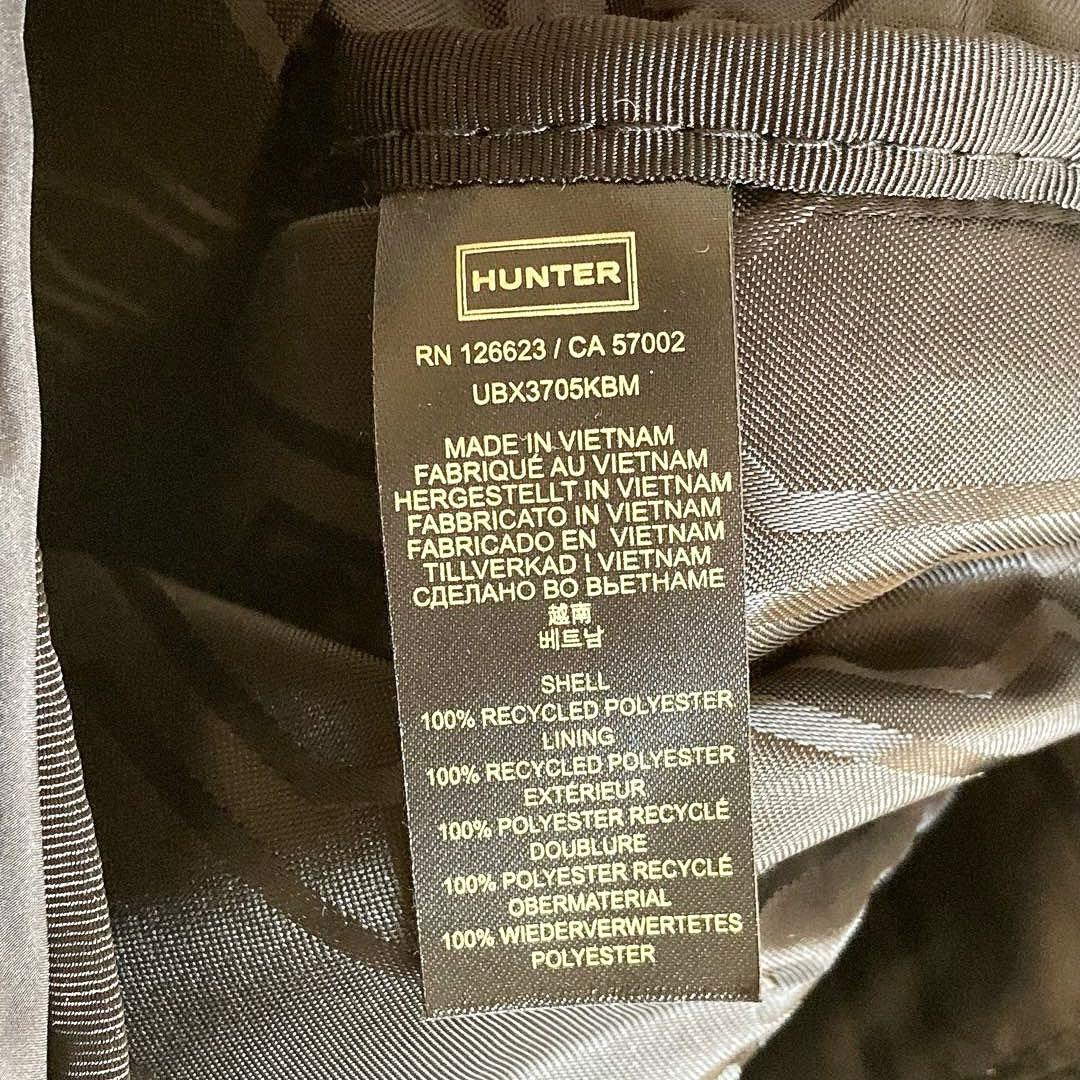 HUNTER
RN 126623 / CA 57002
UBX3705KBM
MADE IN VIETNAM
FABRIQUÉ AU VIETNAM
HERGESTELLT IN VIETNAM
FABBRICATO IN VIETNAM
FABRICADO EN VIETNAM
TILLVERKAD I VIETNAM
СДЕЛАНО ВО ВЬЕТНАМЕ
越南
베트남
SHELL
100% RECYCLED POLYESTER
LINING
100% RECYCLED POLYESTER
EXTERIEUR
100% POLYESTER RECYCLÉ
DOUBLURE
100% POLYESTER RECYCLÉ
OBERMATERIAL
100% WIEDERVERWERTETES
POLYESTER